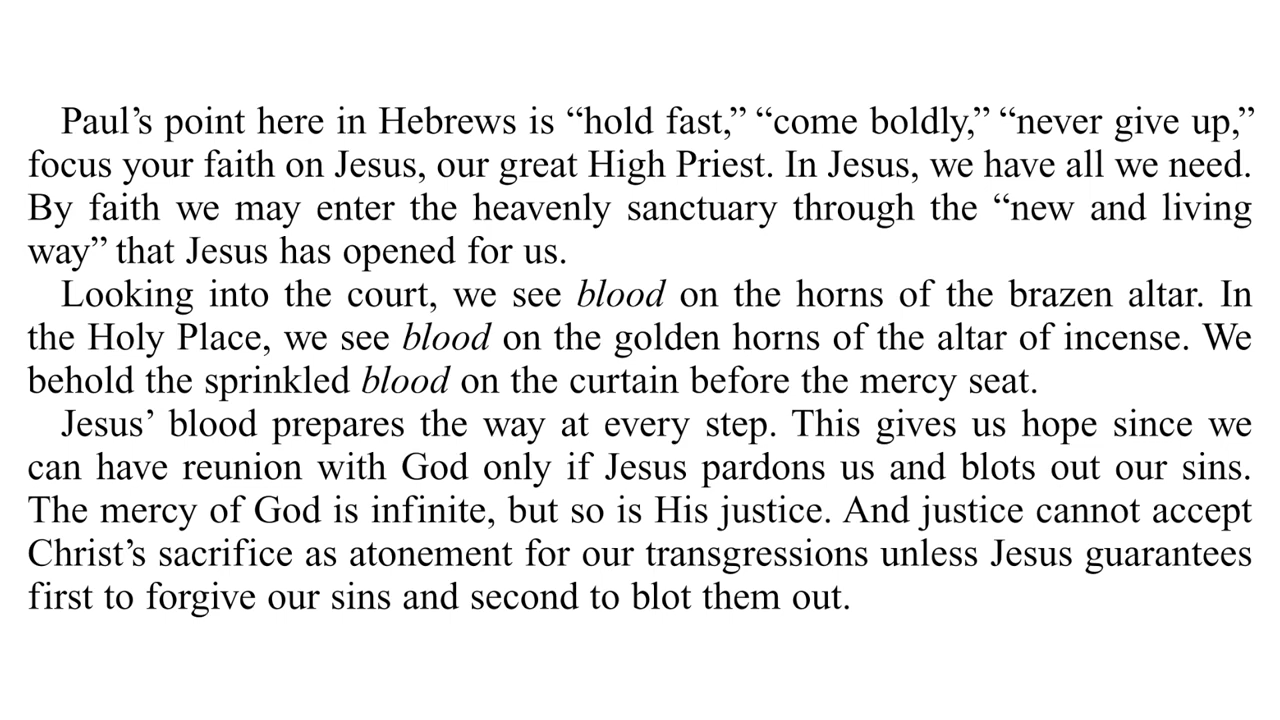 Paul’s point here in Hebrews is “hold fast,” “come boldly,” “never give up,”
focus your faith on Jesus, our great High Priest. In Jesus, we have all we need.
By faith we may enter the heavenly sanctuary through the “new and living
way” that Jesus has opened for us.
Looking into the court, we see blood on the horns of the brazen altar. In
the Holy Place, we see blood on the golden horns of the altar of incense. We
behold the sprinkled blood on the curtain before the mercy seat.
Jesus’ blood prepares the way at every step. This gives us hope since we
can have reunion with God only if Jesus pardons us and blots out our sins.
The mercy of God is infinite, but so is His justice. And justice cannot accept
Christ’s sacrifice as atonement for our transgressions unless Jesus guarantees
first to forgive our sins and second to blot them out.